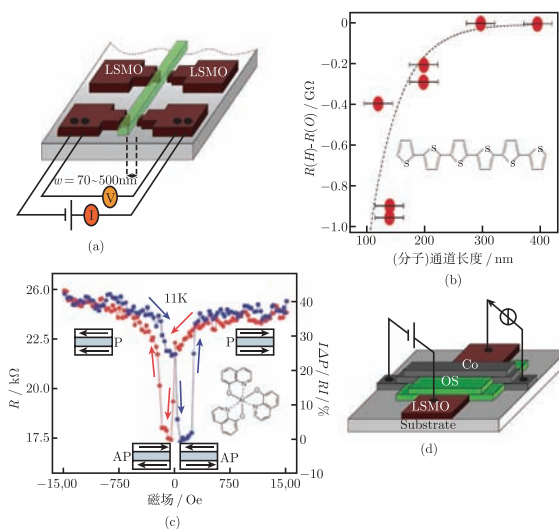 LSMO
LSMO
w=70~500nm
V
I
(a)
R(H)-R(O) / GΩ
0
−0.2
−0.4
−0.6
−0.8
−1.0
S
S
S
S
S
S
100
200
300
400
(分子)通道长度 / nm
(b)
R / kΩ
26.0
22.5
20.0
17.5
11K
P
P
AP
AP
40
30
20
10
0
−10
I ΔP / R I / %
−15,00
−750
0
750
15,00
磁场 / Oe
(c)
Co
OS
LSMO
Substrate
(d)